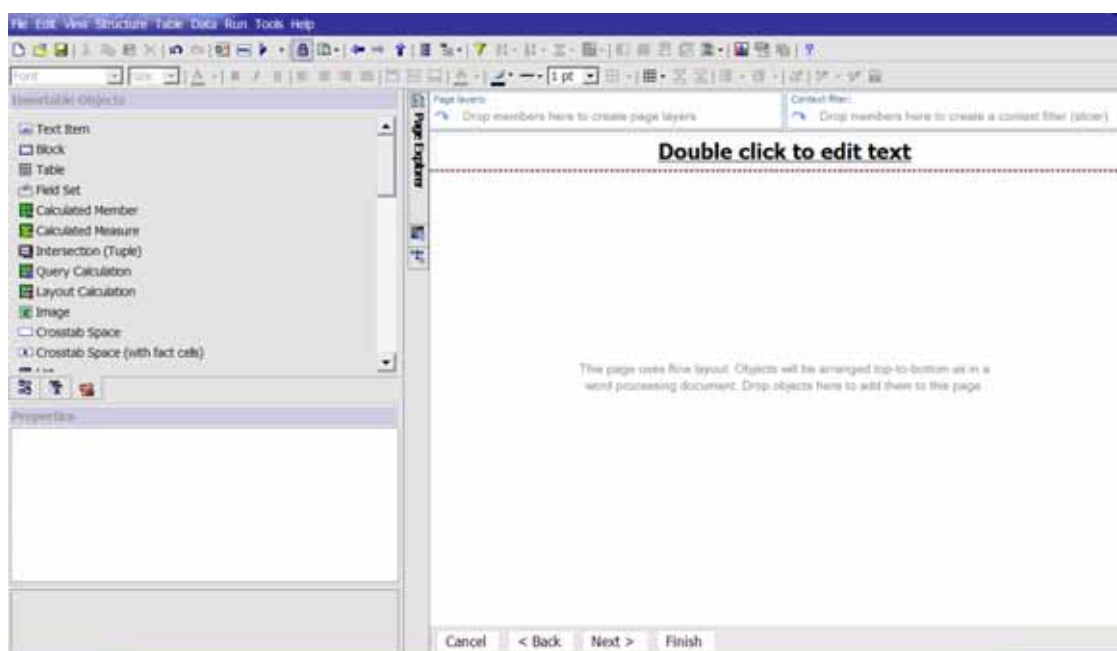 File Edit View Structure Table Data Run Tools Help
Font Size 1 pt
Insertable Objects
Text Item
Block
Table
Field Set
Calculated Member
Calculated Measure
Intersection (Tuple)
Query Calculation
Layout Calculation
Image
Crosstab Space
Crosstab Space (with fact cells)
Properties
Page Explorer
Page layers:
Drop members here to create page layers
Context filter:
Drop members here to create a context filter (slicer)
Double click to edit text
This page uses flow layout. Objects will be arranged top-to-bottom as in a
word processing document. Drop objects here to add them to this page.
Cancel < Back Next > Finish